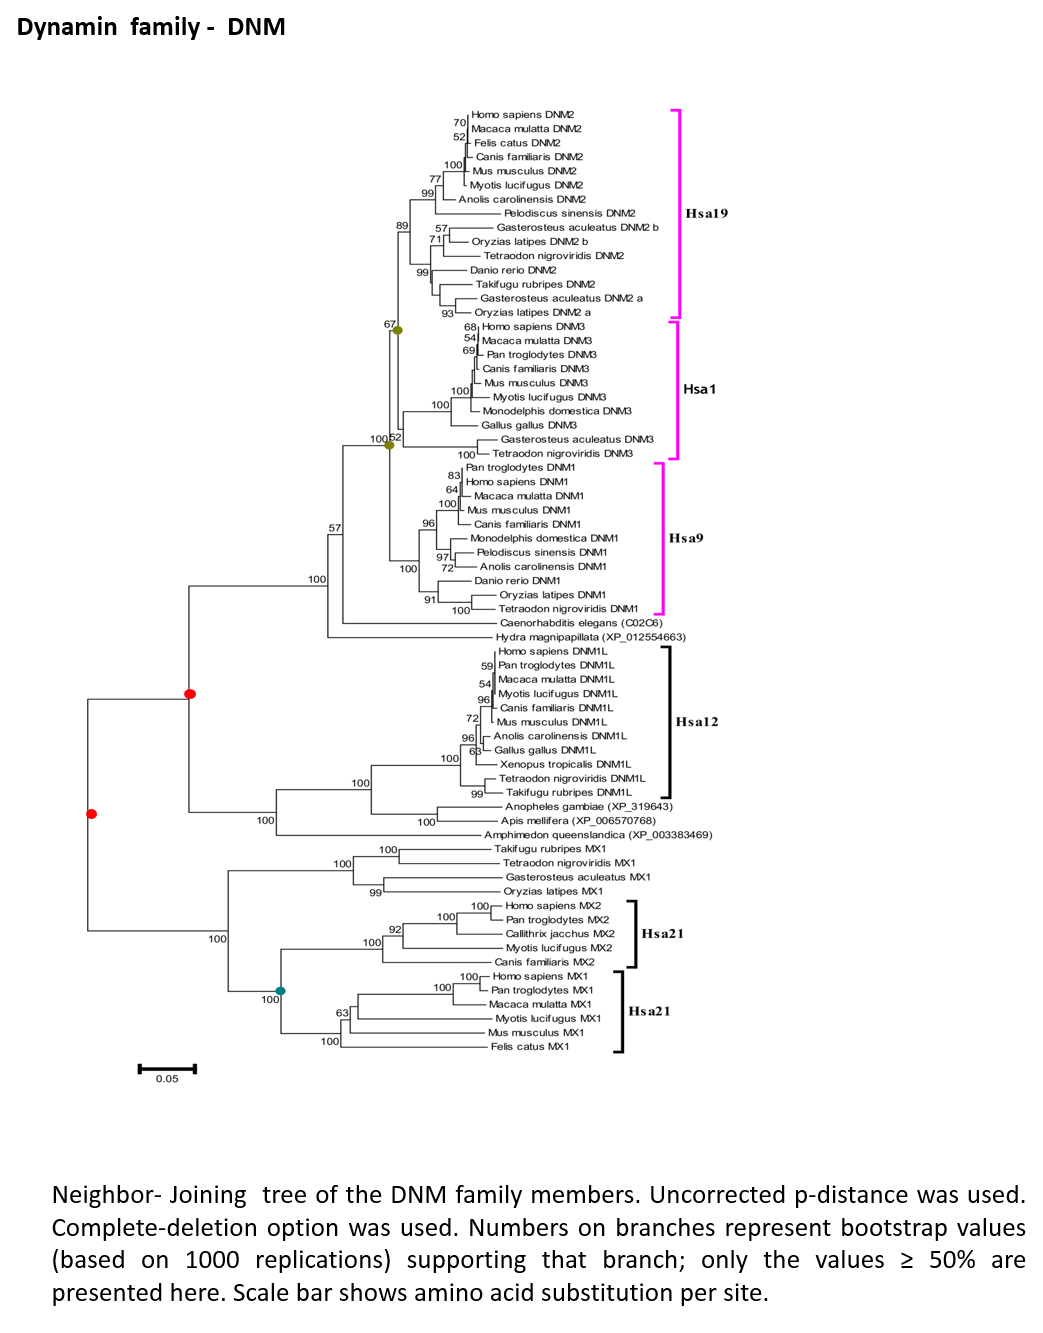 Dynamin family - DNM
Homo sapiens DNM2
70
Macaca mulatta DNM2
52
Felis catus DNM2
Canis familiaris DNM2
100
Mus musculus DNM2
77
Myotis lucifugus DNM2
99
Anolis carolinensis DNM2
Pelodiscus sinensis DNM2
Hsa19
89
57
Gasterosteus aculeatus DNM2 b
71
Oryzias latipes DNM2 b
Tetraodon nigroviridis DNM2
99
Danio rerio DNM2
Takifugu rubripes DNM2
Gasterosteus aculeatus DNM2 a
93
Oryzias latipes DNM2 a
67
68
Homo sapiens DNM3
54
Macaca mulatta DNM3
69
Pan troglodytes DNM3
Canis familiaris DNM3
Mus musculus DNM3
Hsa1
100
Myotis lucifugus DNM3
100
Monodelphis domestica DNM3
Gallus gallus DNM3
100
52
Gasterosteus aculeatus DNM3
100
Tetraodon nigroviridis DNM3
Pan troglodytes DNM1
83
Homo sapiens DNM1
64
Macaca mulatta DNM1
100
Mus musculus DNM1
96
Canis familiaris DNM1
57
Monodelphis domestica DNM1
Hsa9
97
Pelodiscus sinensis DNM1
100
72
Anolis carolinensis DNM1
100
Danio rerio DNM1
91
Oryzias latipes DNM1
100
Tetraodon nigroviridis DNM1
Caenorhabditis elegans (C02C6)
Hydra magnipapillata (XP_012554663)
Homo sapiens DNM1L
59
Pan troglodytes DNM1L
54
Macaca mulatta DNM1L
96
Myotis lucifugus DNM1L
Canis familiaris DNM1L
72
Mus musculus DNM1L
Hsa12
96
Anolis carolinensis DNM1L
63
Gallus gallus DNM1L
100
Xenopus tropicalis DNM1L
100
Tetraodon nigroviridis DNM1L
99
Takifugu rubripes DNM1L
Anopheles gambiae (XP_319643)
100
100
Apis mellifera (XP_006570768)
Amphimedon queenslandica (XP_003383469)
100
Takifugu rubripes MX1
100
Tetraodon nigroviridis MX1
Gasterosteus aculeatus MX1
99
Oryzias latipes MX1
100
Homo sapiens MX2
100
Pan troglodytes MX2
92
Callithrix jacchus MX2
Hsa21
100
100
Myotis lucifugus MX2
Canis familiaris MX2
100
Homo sapiens MX1
100
Pan troglodytes MX1
100
Macaca mulatta MX1
Hsa21
63
Myotis lucifugus MX1
Mus musculus MX1
100
Felis catus MX1
0.05
Neighbor- Joining tree of the DNM family members. Uncorrected p-distance was used.
Complete-deletion option was used. Numbers on branches represent bootstrap values
(based on 1000 replications) supporting that branch; only the values ≥ 50% are
presented here. Scale bar shows amino acid substitution per site.